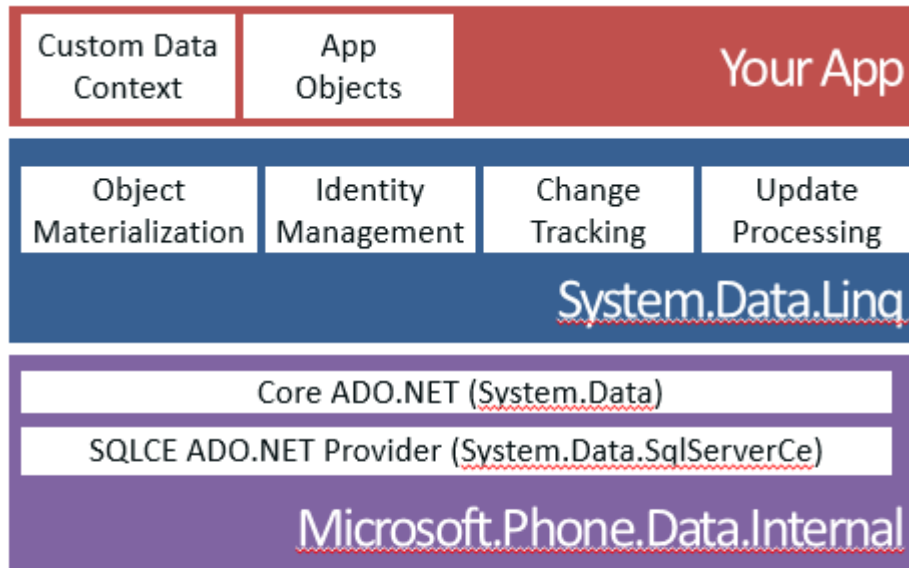 Custom Data
Context
App
Objects
Your App
Object
Materialization
Identity
Management
Change
Tracking
Update
Processing
System.Data.Linq
Core ADO.NET (System.Data)
SQLCE ADO.NET Provider (System.Data.SqlServerCe)
Microsoft.Phone.Data.Internal